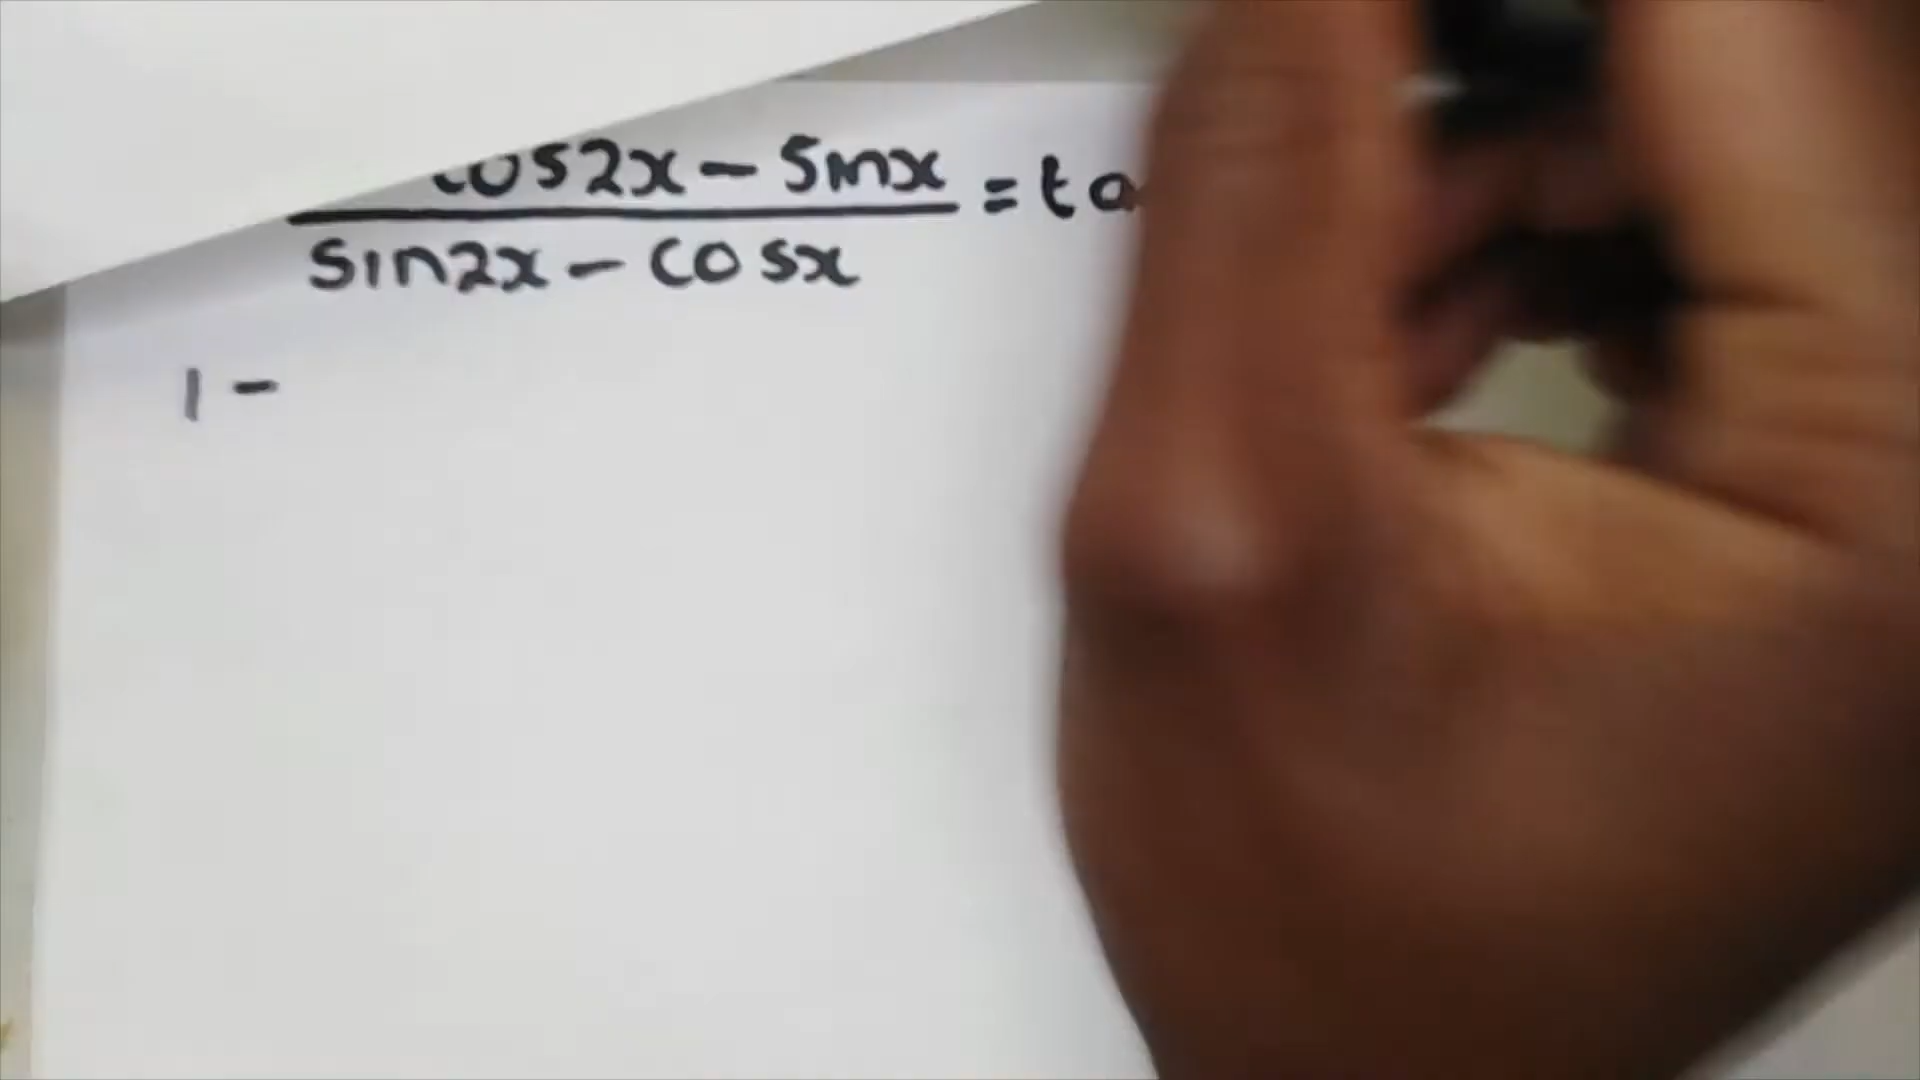 cos2x - Sinx
= ta
Sin2x - Cosx
1 -